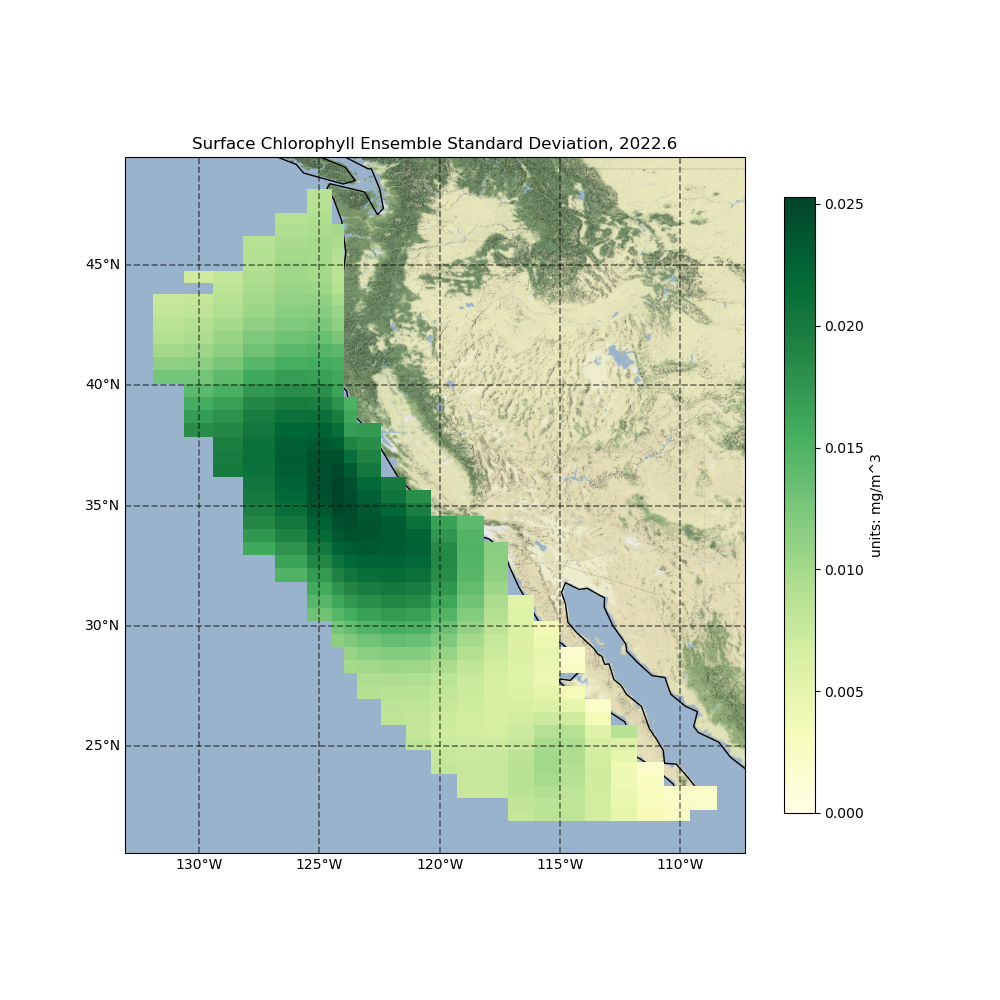 Surface Chlorophyll Ensemble Standard Deviation, 2022.6
45°N
40°N
35°N
30°N
25°N
130°W
125°W
120°W
115°W
110°W
0.025
0.020
0.015
0.010
0.005
0.000
units: mg/m^3